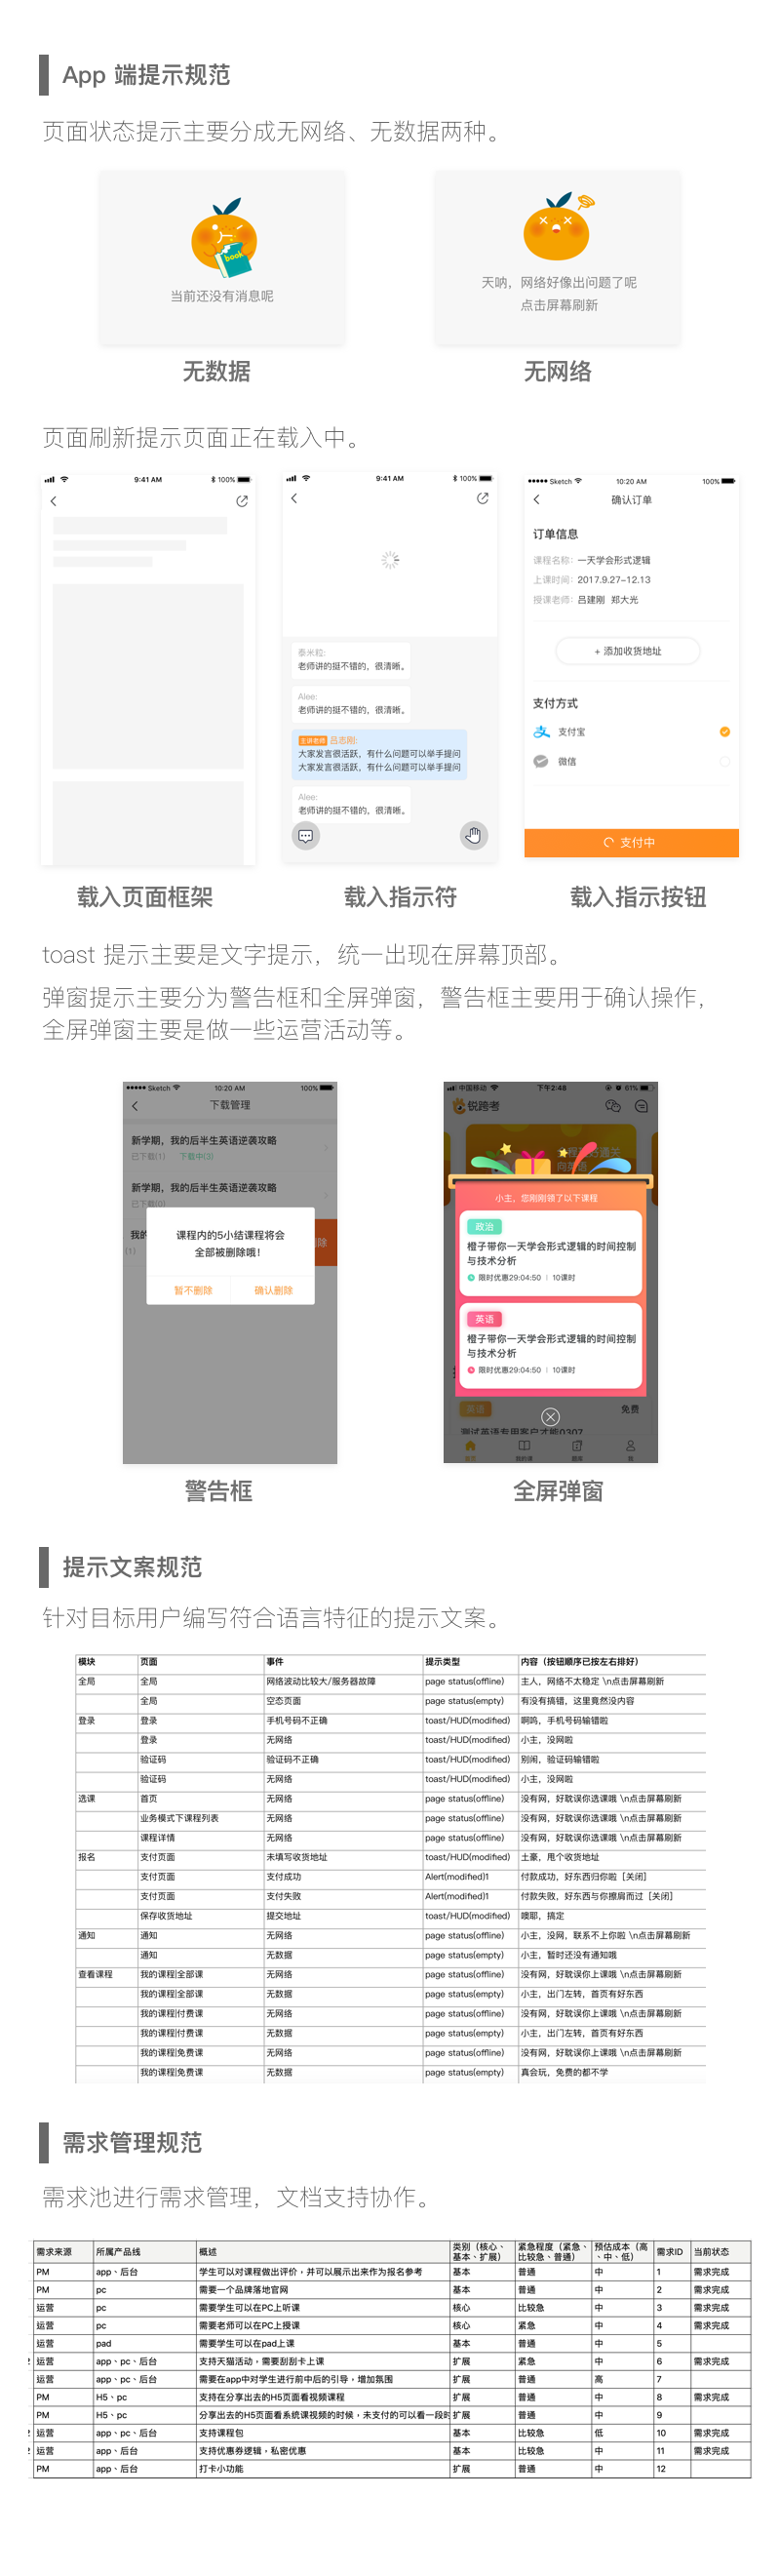 App 端提示规范
页面状态提示主要分成无网络、无数据两种。
book
当前还没有消息呢
天呐，网络好像出问题了呢
点击屏幕刷新
无数据
无网络
页面刷新提示页面正在载入中。
9:41 AM
100%
9:41 AM
100%
泰米粒:
老师讲的挺不错的，很清晰。
Alee:
老师讲的挺不错的，很清晰。
主讲老师 吕志刚:
大家发言很活跃，有什么问题可以举手提问
大家发言很活跃，有什么问题可以举手提问
Alee:
老师讲的挺不错的，很清晰。
Sketch
10:20 AM
100%
确认订单
订单信息
课程名称: 一天学会形式逻辑
上课时间: 2017.9.27-12.13
授课老师: 吕建刚 郑大光
+ 添加收货地址
支付方式
支付宝
微信
支付中
载入页面框架
载入指示符
载入指示按钮
toast 提示主要是文字提示，统一出现在屏幕顶部。
弹窗提示主要分为警告框和全屏弹窗，警告框主要用于确认操作，
全屏弹窗主要是做一些运营活动等。
Sketch
10:20 AM
100%
下载管理
新学期，我的后半生英语逆袭攻略
已下载(1) 下载中(3)
新学期，我的后半生英语逆袭攻略
已下载(0)
我的
(1)
除
课程内的5小结课程将会
全部被删除哦！
暂不删除
确认删除
中国移动
下午2:48
61%
锐跨考
小主，您刚刚领了以下课程
政治
橙子带你一天学会形式逻辑的时间控制
与技术分析
限时优惠29:04:50 | 10课时
英语
橙子带你一天学会形式逻辑的时间控制
与技术分析
限时优惠29:04:50 | 10课时
英语
免费
测试英语专用客户才能0307
警告框
全屏弹窗
提示文案规范
针对目标用户编写符合语言特征的提示文案。
模块 页面 事件 提示类型 内容（按钮顺序已按左右排好）
全局 全局 网络波动比较大/服务器故障 page status(offline) 主人，网络不太稳定 \n点击屏幕刷新
全局 空态页面 page status(empty) 有没有搞错，这里竟然没内容
登录 登录 手机号码不正确 toast/HUD(modified) 啊呜，手机号码输错啦
登录 无网络 toast/HUD(modified) 小主，没网啦
验证码 验证码不正确 toast/HUD(modified) 别闹，验证码输错啦
验证码 无网络 toast/HUD(modified) 小主，没网啦
选课 首页 无网络 page status(offline) 没有网，好耽误你选课哦 \n点击屏幕刷新
业务模式下课程列表 无网络 page status(offline) 没有网，好耽误你选课哦 \n点击屏幕刷新
课程详情 无网络 page status(offline) 没有网，好耽误你选课哦 \n点击屏幕刷新
报名 支付页面 未填写收货地址 toast/HUD(modified) 土豪，甩个收货地址
支付页面 支付成功 Alert(modified)1 付款成功，好东西归你啦［关闭］
支付页面 支付失败 Alert(modified)1 付款失败，好东西与你擦肩而过［关闭］
保存收货地址 提交地址 toast/HUD(modified) 噢耶，搞定
通知 通知 无网络 page status(offline) 小主，没网，联系不上你啦 \n点击屏幕刷新
通知 无数据 page status(empty) 小主，暂时还没有通知哦
查看课程 我的课程|全部课 无网络 page status(offline) 没有网，好耽误你上课哦 \n点击屏幕刷新
我的课程|全部课 无数据 page status(empty) 小主，出门左转，首页有好东西
我的课程|付费课 无网络 page status(offline) 没有网，好耽误你上课哦 \n点击屏幕刷新
我的课程|付费课 无数据 page status(empty) 小主，出门左转，首页有好东西
我的课程|免费课 无网络 page status(offline) 没有网，好耽误你上课哦 \n点击屏幕刷新
我的课程|免费课 无数据 page status(empty) 真会玩，免费的都不学
需求管理规范
需求池进行需求管理，文档支持协作。
需求来源 所属产品线 概述 类别（核心、基本、扩展） 紧急程度（紧急、比较急、普通） 预估成本（高、中、低） 需求ID 当前状态
PM app、后台 学生可以对课程做出评价，并可以展示出来作为报名参考 基本 普通 中 1 需求完成
PM pc 需要一个品牌落地官网 基本 普通 中 2 需求完成
运营 pc 需要学生可以在PC上听课 核心 比较急 中 3 需求完成
运营 pc 需要老师可以在PC上授课 核心 紧急 中 4 需求完成
运营 pad 需要学生可以在pad上课 基本 普通 中 5
运营 app、pc、后台 支持天猫活动，需要刮刮卡上课 扩展 紧急 中 6 需求完成
运营 app、pc、后台 需要在app中对学生进行前中后的引导，增加氛围 扩展 普通 高 7
PM H5、pc 支持在分享出去的H5页面看视频课程 扩展 普通 中 8 需求完成
PM H5、pc 分享出去的H5页面看系统课视频的时候，未支付的可以看一段时 扩展 普通 中 9
运营 app、pc、后台 支持课程包 基本 比较急 低 10 需求完成
运营 app、后台 支持优惠券逻辑，私密优惠 基本 比较急 中 11 需求完成
PM app、后台 打卡小功能 扩展 普通 中 12